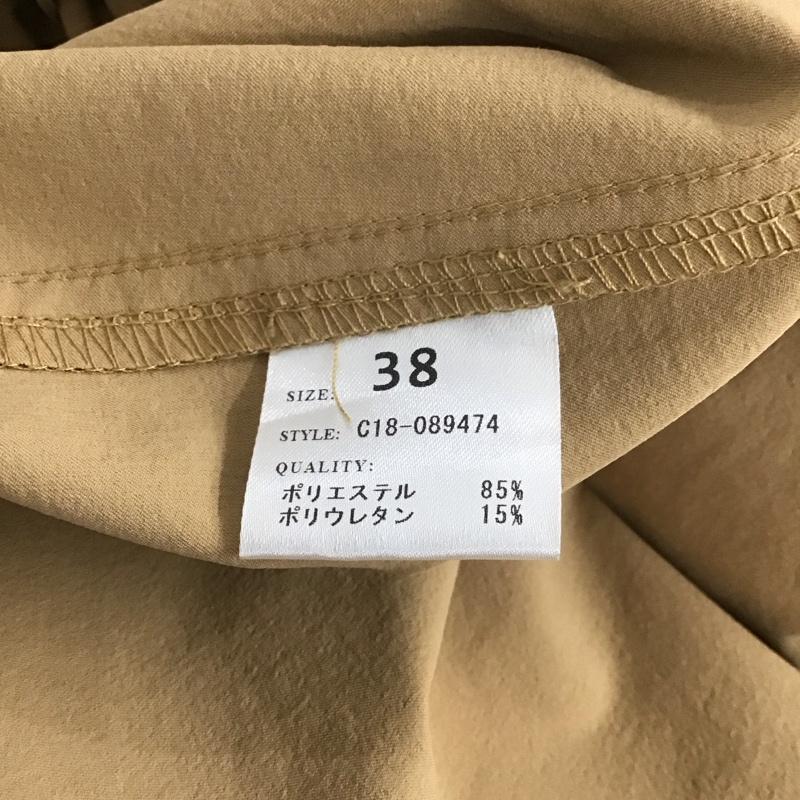 SIZE: 38
STYLE: C18-089474
QUALITY:
ポリエステル 85%
ポリウレタン 15%